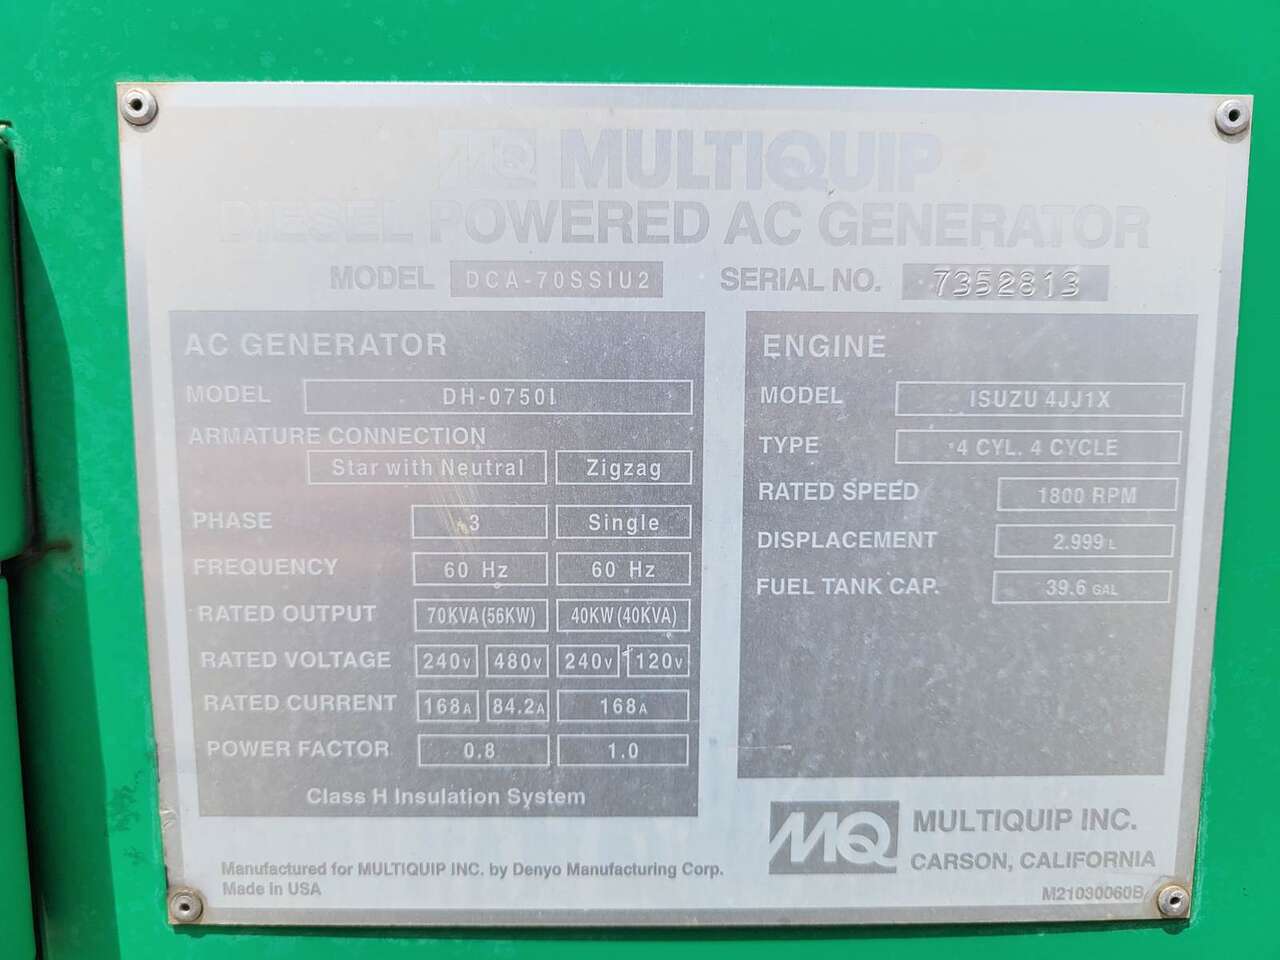 MQ MULTIQUIP
DIESEL POWERED AC GENERATOR
MODEL DCA-70SSIU2 SERIAL NO. 7352813
AC GENERATOR
MODEL DH-0750I
ARMATURE CONNECTION
Star with Neutral Zigzag
PHASE 3 Single
FREQUENCY 60 Hz 60 Hz
RATED OUTPUT 70KVA(56KW) 40KW(40KVA)
RATED VOLTAGE 240V 480V 240V 120V
RATED CURRENT 168A 84.2A 168A
POWER FACTOR 0.8 1.0
Class H Insulation System
ENGINE
MODEL ISUZU 4JJ1X
TYPE 4 CYL. 4 CYCLE
RATED SPEED 1800 RPM
DISPLACEMENT 2.999 L
FUEL TANK CAP. 39.6 GAL
Manufactured for MULTIQUIP INC. by Denyo Manufacturing Corp.
Made in USA
MQ MULTIQUIP INC.
CARSON, CALIFORNIA
M21030060B